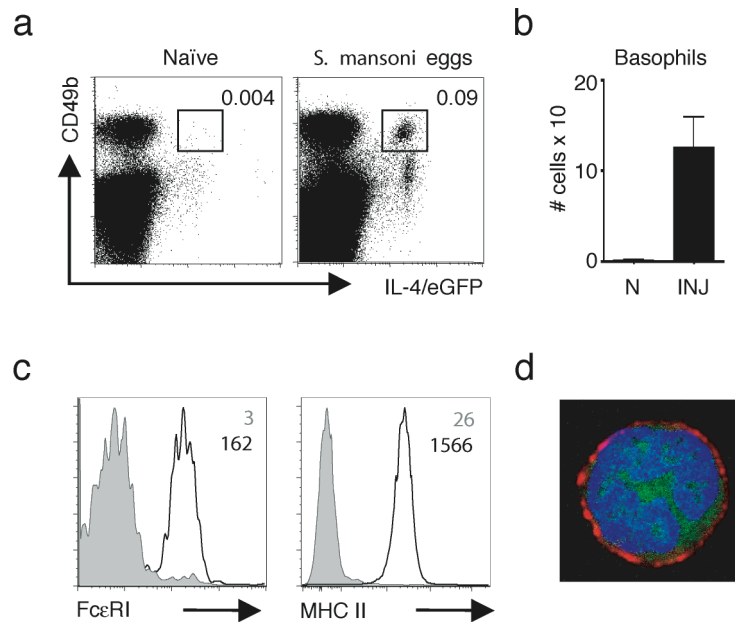 a
Naïve
S. mansoni eggs
CD49b
0.004
0.09
IL-4/eGFP
b
Basophils
# cells x 10
20
10
0
N
INJ
c
3
162
FcεRI
26
1566
MHC II
d